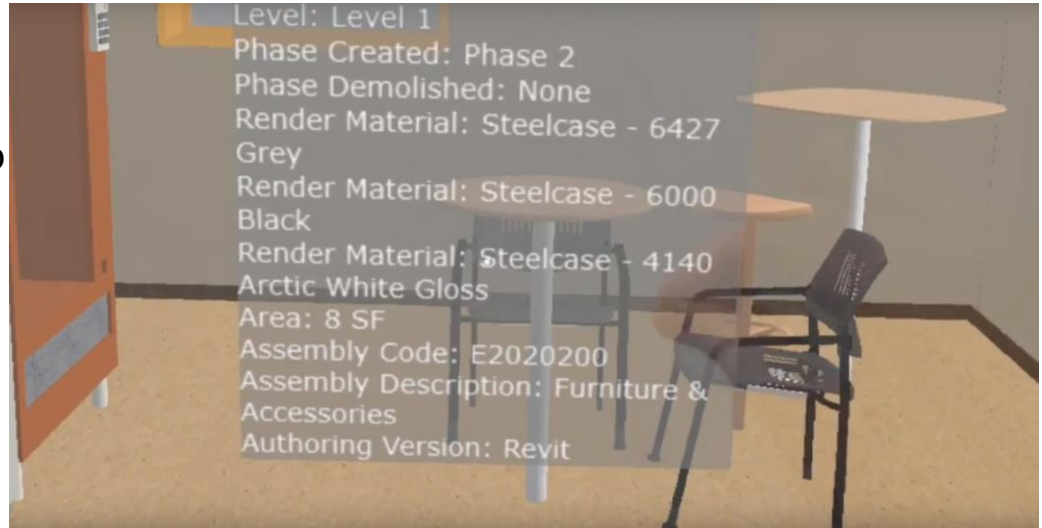 Level: Level 1
Phase Created: Phase 2
Phase Demolished: None
Render Material: Steelcase - 6427
Grey
Render Material: Steelcase - 6000
Black
Render Material: Steelcase - 4140
Arctic White Gloss
Area: 8 SF
Assembly Code: E2020200
Assembly Description: Furniture &
Accessories
Authoring Version: Revit